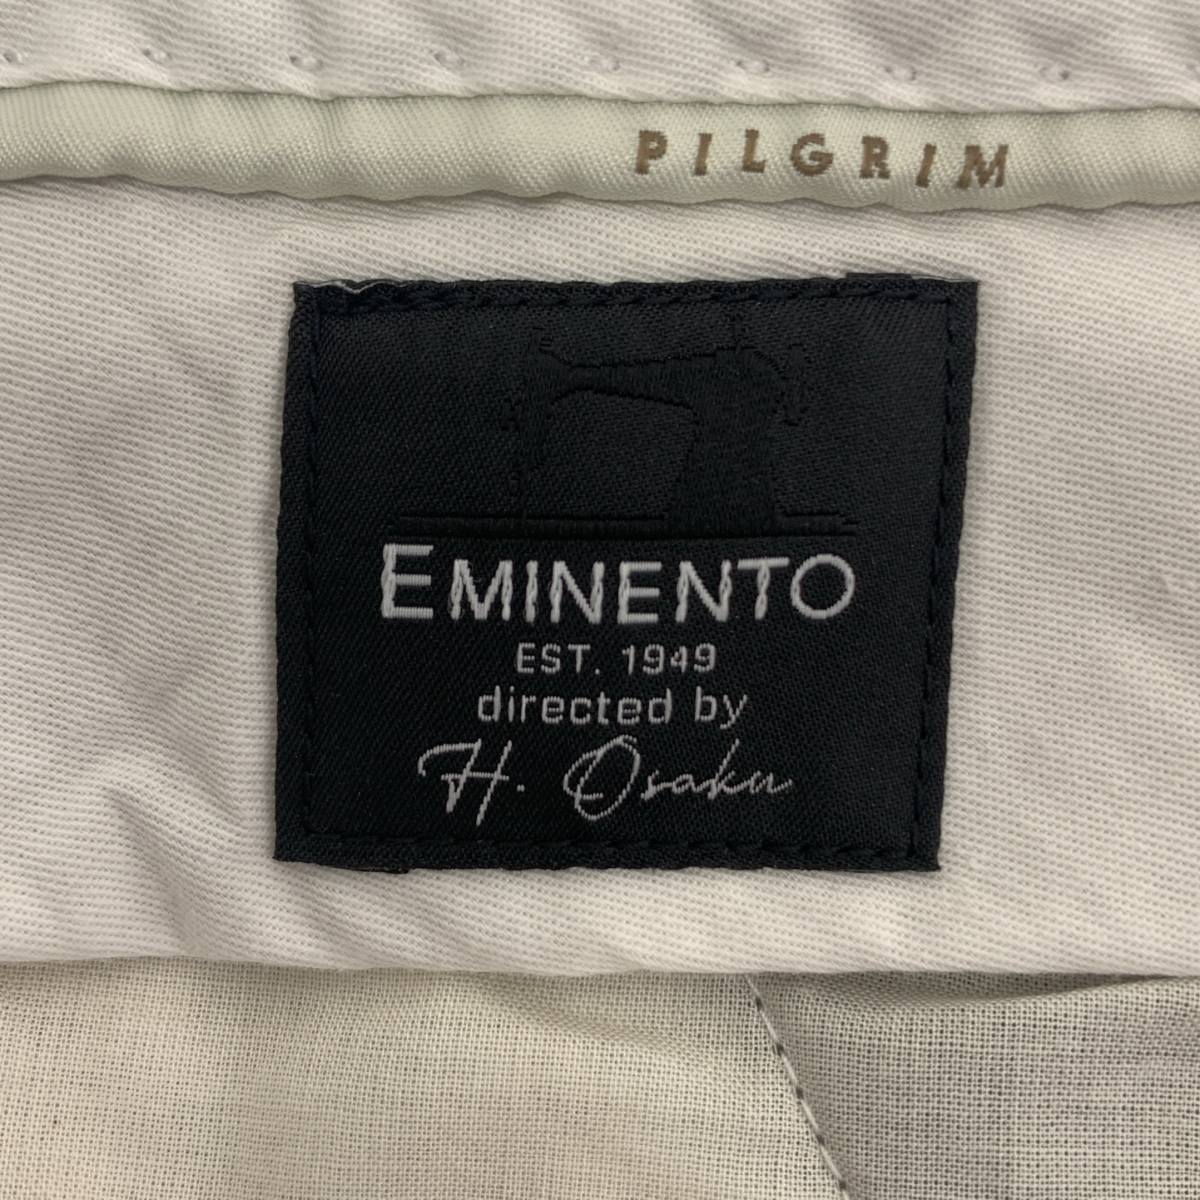 PILGRIM
EMINENTO
EST. 1949
directed by
H. Osaku